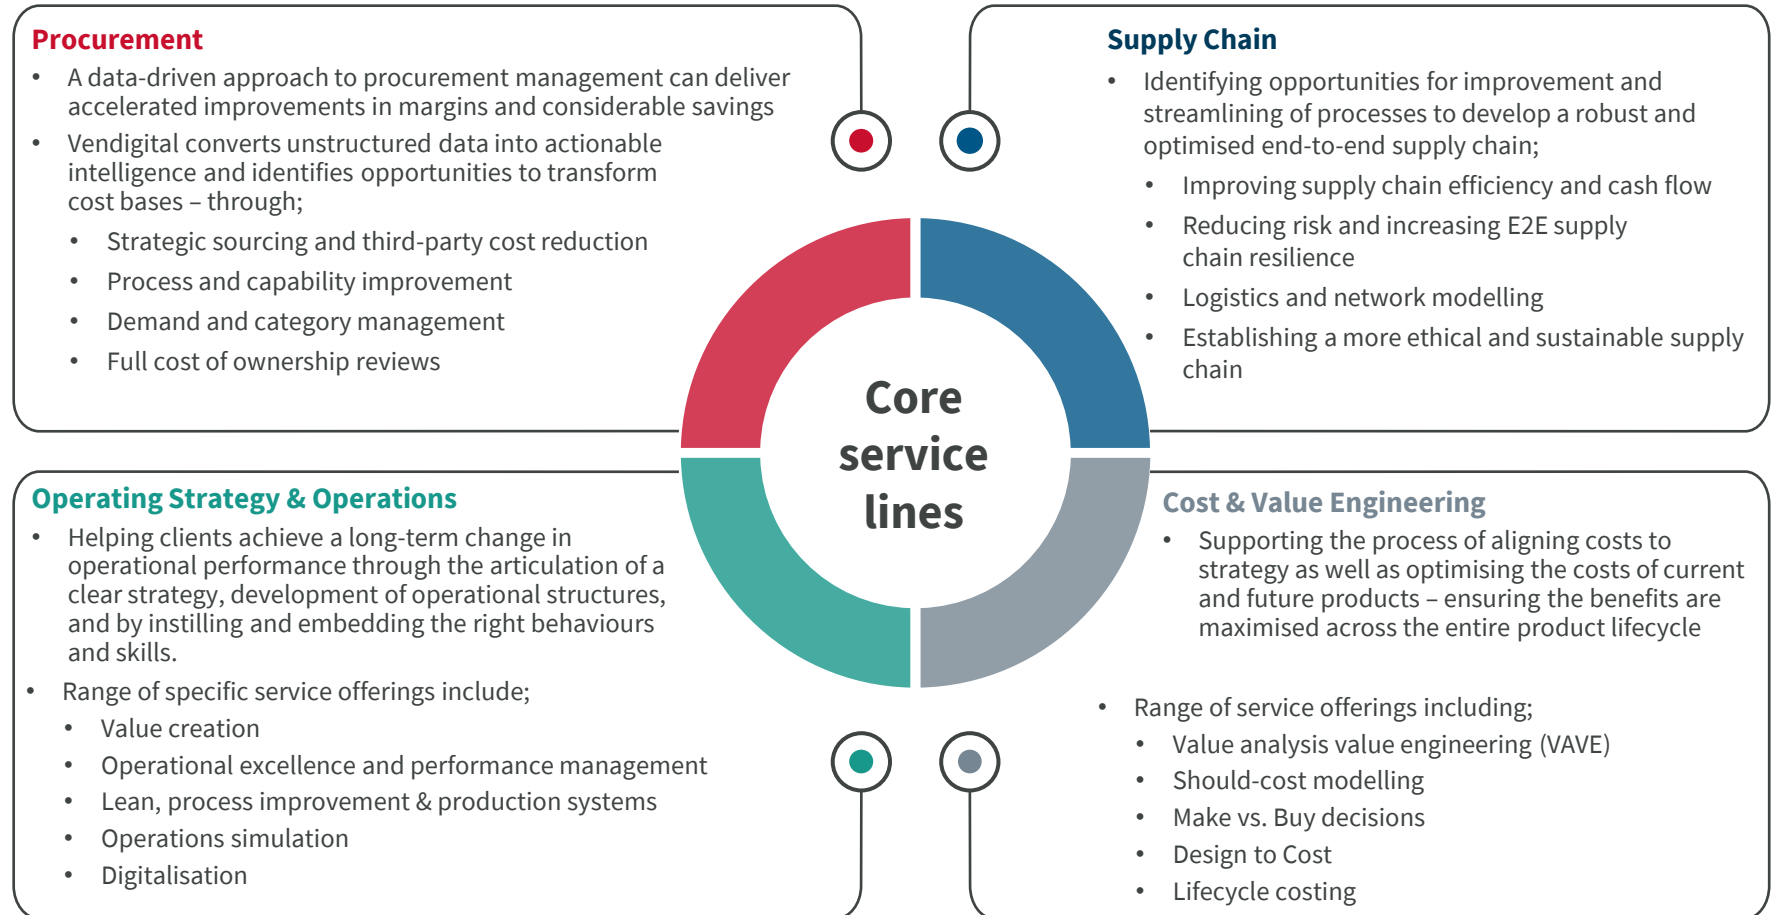 Procurement
• A data-driven approach to procurement management can deliver
accelerated improvements in margins and considerable savings
• Vendigital converts unstructured data into actionable
intelligence and identifies opportunities to transform
cost bases – through;
• Strategic sourcing and third-party cost reduction
• Process and capability improvement
• Demand and category management
• Full cost of ownership reviews
Supply Chain
• Identifying opportunities for improvement and
streamlining of processes to develop a robust and
optimised end-to-end supply chain;
• Improving supply chain efficiency and cash flow
• Reducing risk and increasing E2E supply
chain resilience
• Logistics and network modelling
• Establishing a more ethical and sustainable supply
chain
Core
service
lines
Operating Strategy & Operations
• Helping clients achieve a long-term change in
operational performance through the articulation of a
clear strategy, development of operational structures,
and by instilling and embedding the right behaviours
and skills.
• Range of specific service offerings include;
• Value creation
• Operational excellence and performance management
• Lean, process improvement & production systems
• Operations simulation
• Digitalisation
Cost & Value Engineering
• Supporting the process of aligning costs to
strategy as well as optimising the costs of current
and future products – ensuring the benefits are
maximised across the entire product lifecycle
• Range of service offerings including;
• Value analysis value engineering (VAVE)
• Should-cost modelling
• Make vs. Buy decisions
• Design to Cost
• Lifecycle costing